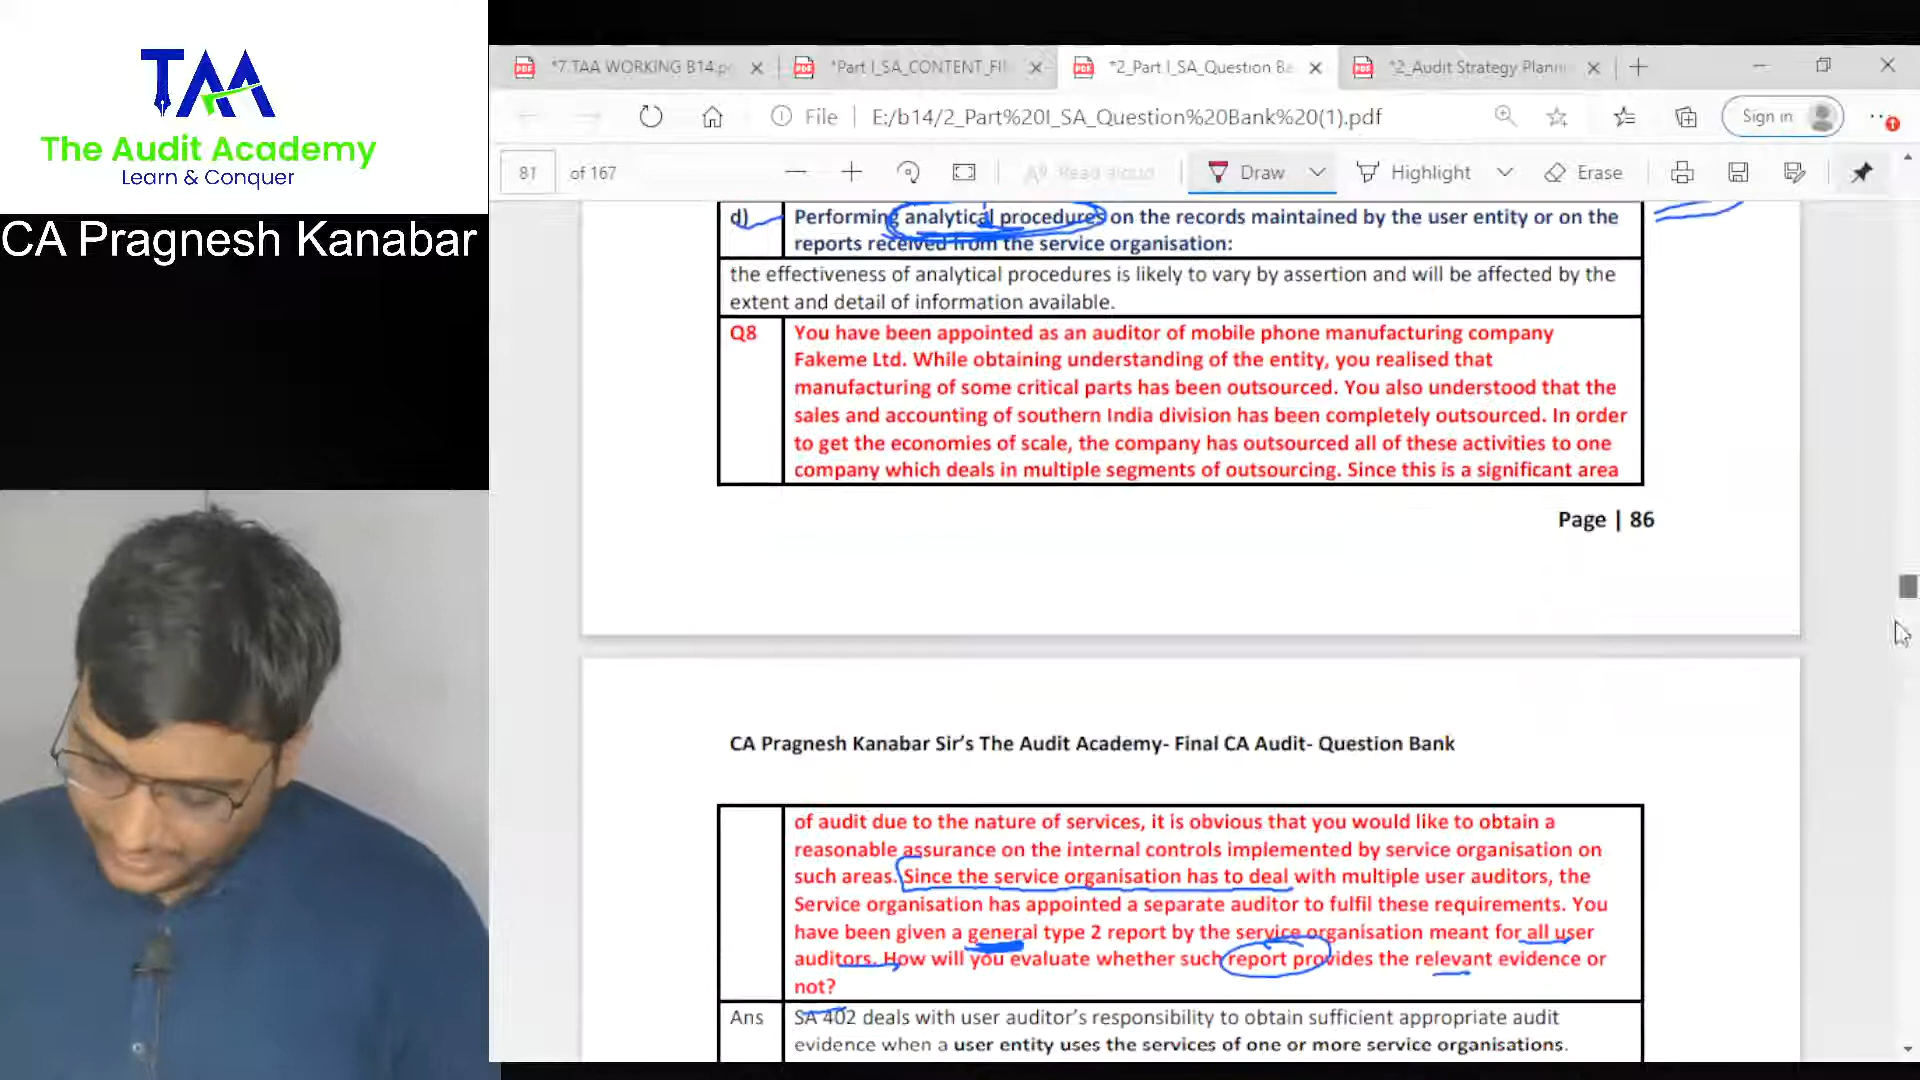 TAA
The Audit Academy
Learn & Conquer
CA Pragnesh Kanabar
*7.TAA WORKING B14.p
*Part I_SA_CONTENT_FI
*2_Part I_SA_Question Ba
*2_Audit Strategy Plann
File
E:/b14/2_Part%20I_SA_Question%20Bank%20(1).pdf
Sign in
81
of 167
Read aloud
Draw
Highlight
Erase
d)
Performing analytical procedures on the records maintained by the user entity or on the
reports received from the service organisation:
the effectiveness of analytical procedures is likely to vary by assertion and will be affected by the
extent and detail of information available.
Q8
You have been appointed as an auditor of mobile phone manufacturing company
Fakeme Ltd. While obtaining understanding of the entity, you realised that
manufacturing of some critical parts has been outsourced. You also understood that the
sales and accounting of southern India division has been completely outsourced. In order
to get the economies of scale, the company has outsourced all of these activities to one
company which deals in multiple segments of outsourcing. Since this is a significant area
Page | 86
CA Pragnesh Kanabar Sir's The Audit Academy- Final CA Audit- Question Bank
of audit due to the nature of services, it is obvious that you would like to obtain a
reasonable assurance on the internal controls implemented by service organisation on
such areas. Since the service organisation has to deal with multiple user auditors, the
Service organisation has appointed a separate auditor to fulfil these requirements. You
have been given a general type 2 report by the service organisation meant for all user
auditors. How will you evaluate whether such report provides the relevant evidence or
not?
Ans
SA 402 deals with user auditor's responsibility to obtain sufficient appropriate audit
evidence when a user entity uses the services of one or more service organisations.